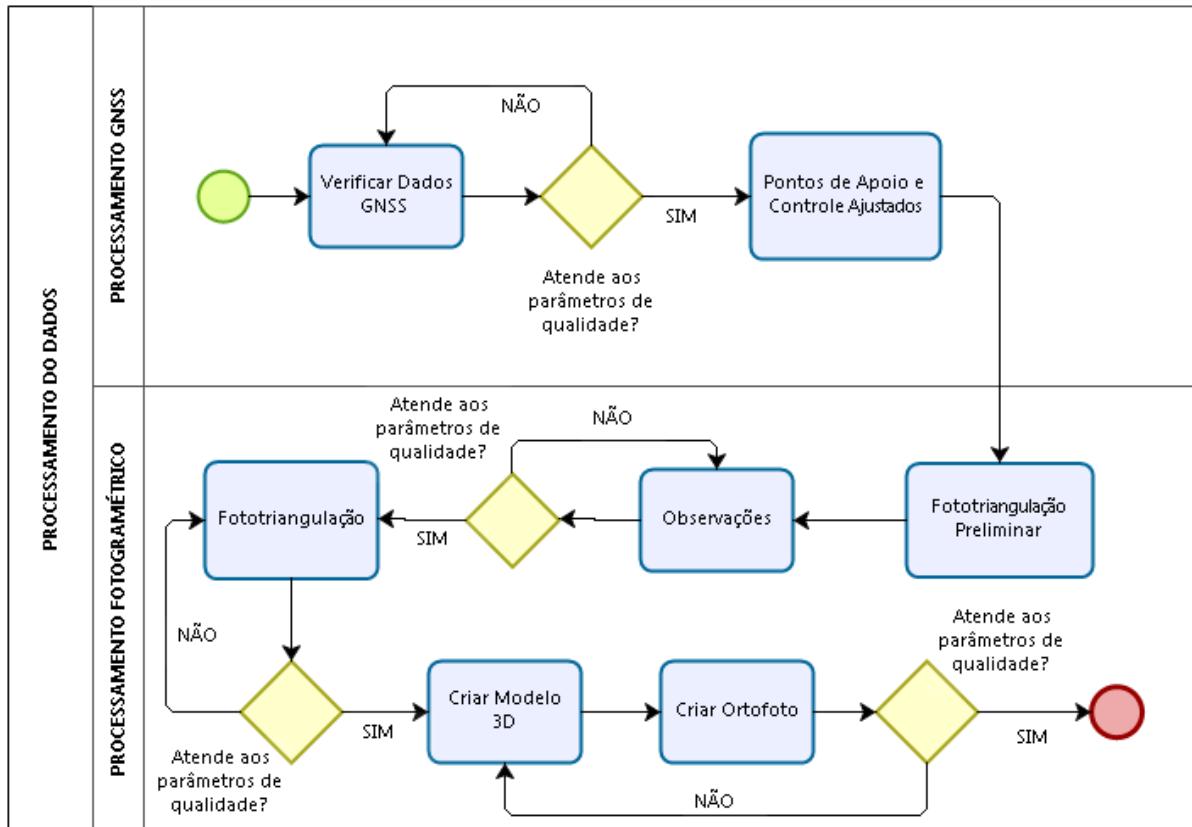 PROCESSAMENTO DO DADOS
PROCESSAMENTO GNSS
NÃO
Verificar Dados
GNSS
SIM
Atende aos
parâmetros de
qualidade?
Pontos de Apoio e
Controle Ajustados
PROCESSAMENTO FOTOGRAMÉTRICO
Fototriangulação
Preliminar
Observações
Atende aos
parâmetros de
qualidade?
NÃO
SIM
Fototriangulação
NÃO
Atende aos
parâmetros de
qualidade?
SIM
Criar Modelo
3D
Criar Ortofoto
Atende aos
parâmetros de
qualidade?
NÃO
SIM